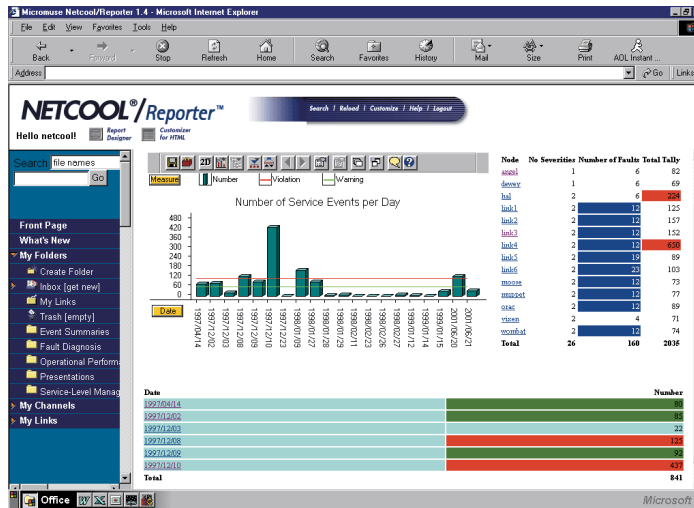 Micromuse Netcool/Reporter 1.4 - Microsoft Internet Explorer
File Edit View Favorites Tools Help
Back Forward Stop Refresh Home Search Favorites History Mail Size Print AOL Instant ...
Address Go Links
NETCOOL®/Reporter™
Search | Reload | Customize | Help | Logout
Hello netcool! Report Designer Customizer for HTML
Search file names
Go
Front Page
What's New
My Folders
Create Folder
Inbox [get new]
My Links
Trash [empty]
Event Summaries
Fault Diagnosis
Operational Performa
Presentations
Service-Level Manag
My Channels
My Links
2D
Measure Number Violation Warning
Number of Service Events per Day
480
420
360
300
240
180
120
60
0
Date
1997/04/14
1997/12/02
1997/12/03
1997/12/08
1997/12/09
1997/12/10
1997/12/23
1998/01/09
1998/01/27
1998/01/28
1998/01/29
1998/02/11
1998/02/23
1998/02/26
1998/02/27
1999/01/12
1999/01/14
1999/01/15
2001/06/20
2001/06/21
Node No Severities Number of Faults Total Tally
angel 1 6 82
dewey 1 6 69
hal 2 6 224
link1 2 12 125
link2 2 12 157
link3 2 12 152
link4 2 12 650
link5 2 19 89
link6 2 23 103
moose 2 12 73
muppet 2 12 77
orac 2 12 89
vixen 2 4 71
wombat 2 12 74
Total 26 160 2035
Date Number
1997/04/14 80
1997/12/02 85
1997/12/03 22
1997/12/08 125
1997/12/09 92
1997/12/10 437
Total 841
Office
Microsoft